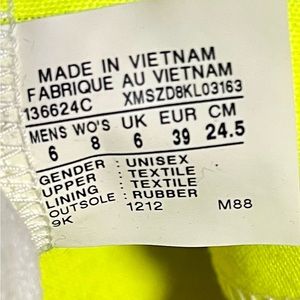 MADE IN VIETNAM
FABRIQUE AU VIETNAM
136624C XMSZD8KL03163
MENS WO'S UK EUR CM
6 8 6 39 24.5
GENDER : UNISEX
UPPER : TEXTILE
LINING : TEXTILE
OUTSOLE : RUBBER
9K 1212 M88